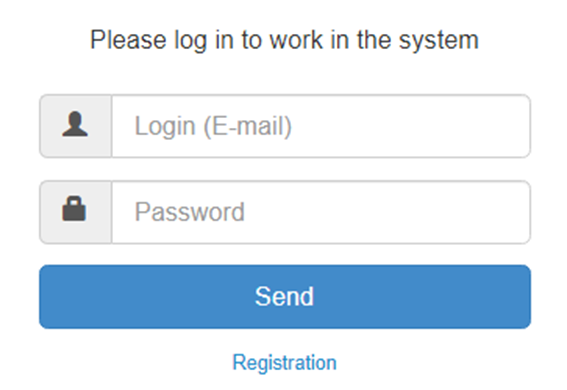 Please log in to work in the system
Login (E-mail)
Password
Send
Registration